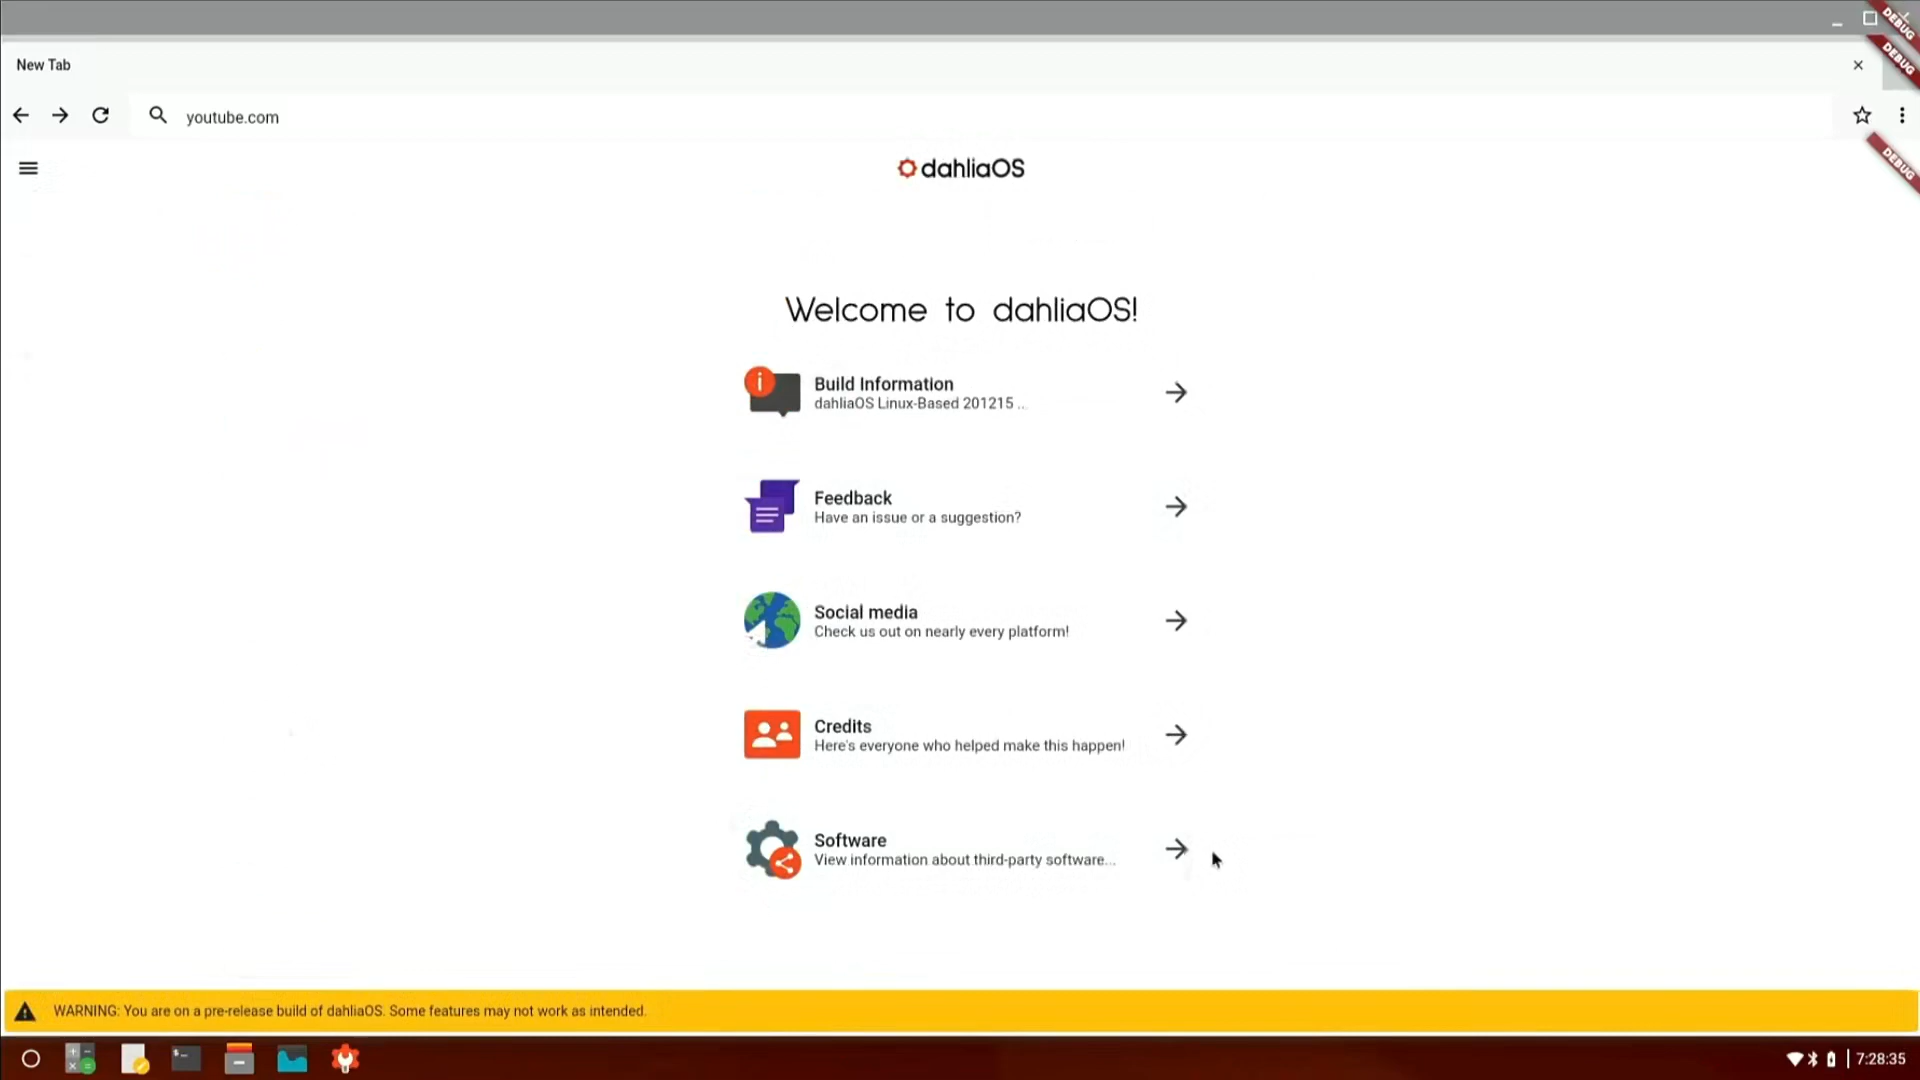 DEBUG
DEBUG
New Tab
youtube.com
DEBUG
dahliaOS
Welcome to dahliaOS!
Build Information
dahliaOS Linux-Based 201215 ..
Feedback
Have an issue or a suggestion?
Social media
Check us out on nearly every platform!
Credits
Here's everyone who helped make this happen!
Software
View information about third-party software...
WARNING: You are on a pre-release build of dahliaOS. Some features may not work as intended.
7:28:35